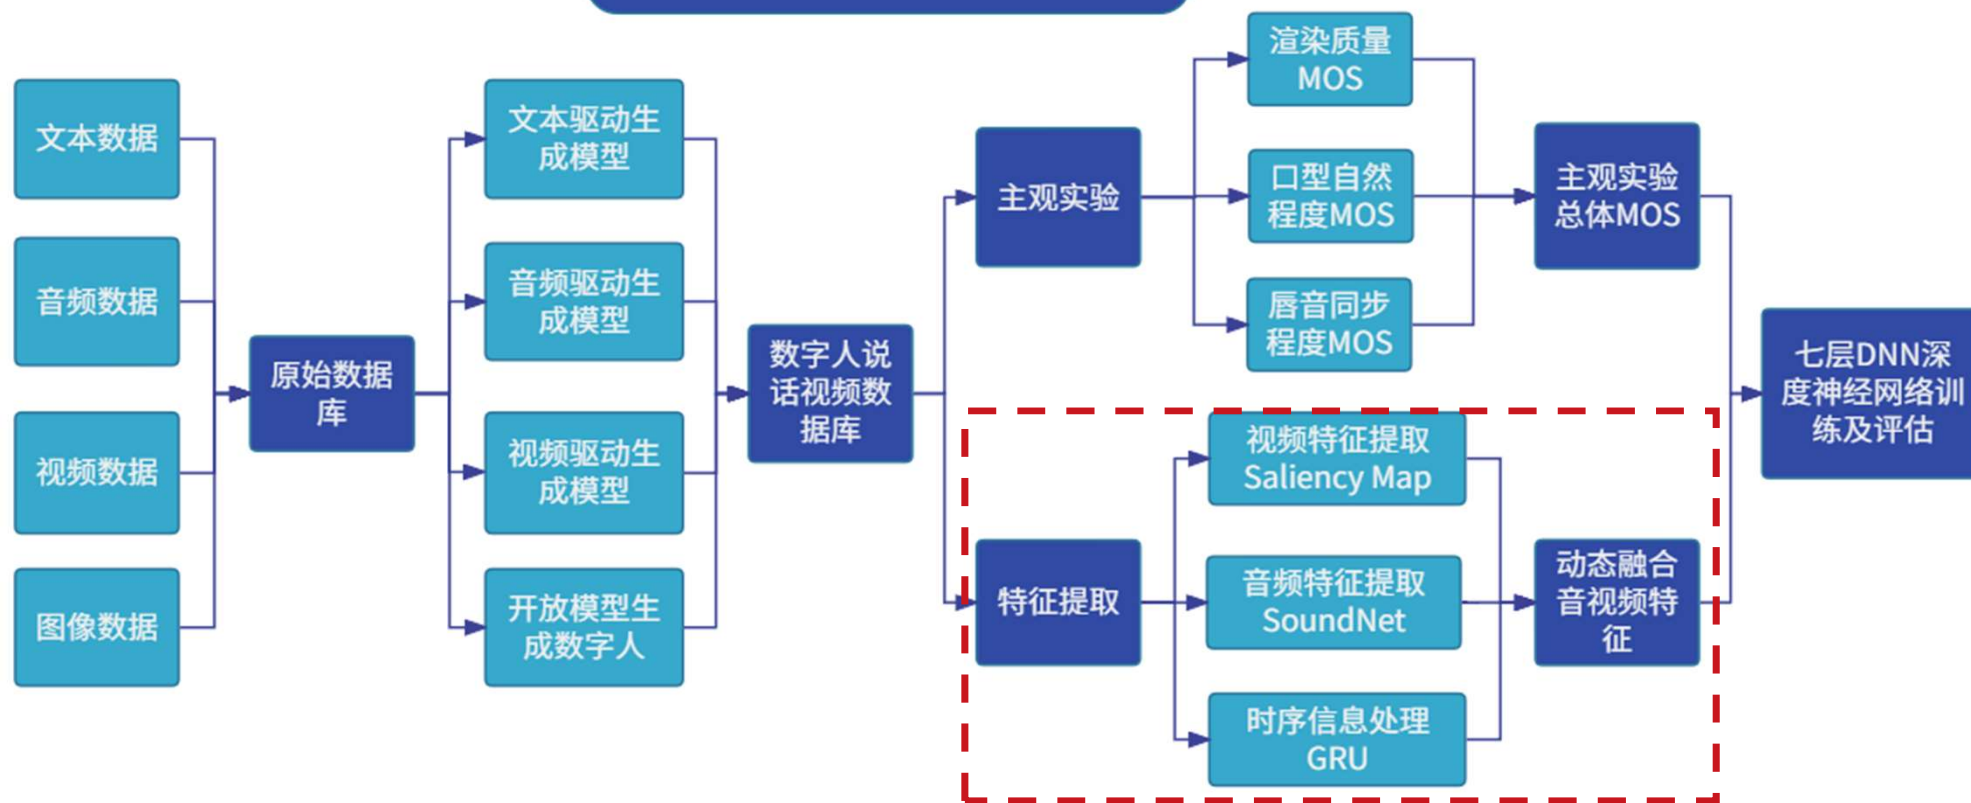 文本数据
音频数据
视频数据
图像数据
原始数据
库
文本驱动生
成模型
音频驱动生
成模型
视频驱动生
成模型
开放模型生
成数字人
数字人说
话视频数
据库
主观实验
渲染质量
MOS
口型自然
程度MOS
唇音同步
程度MOS
主观实验
总体MOS
特征提取
视频特征提取
Saliency Map
音频特征提取
SoundNet
时序信息处理
GRU
动态融合
音视频特
征
七层DNN深
度神经网络训
练及评估